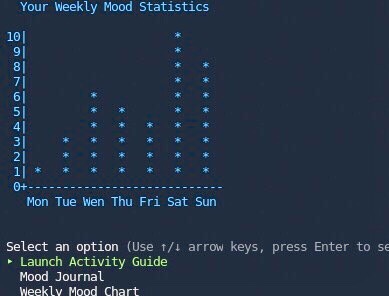 Your Weekly Mood Statistics
10| *
9| *
8| * *
7| * *
6| * * *
5| * * * *
4| * * * * *
3| * * * * * *
2| * * * * * *
1| * * * * * * *
0+----------------------------
Mon Tue Wen Thu Fri Sat Sun
Select an option (Use ↑/↓ arrow keys, press Enter to se
▸ Launch Activity Guide
Mood Journal
Weekly Mood Chart